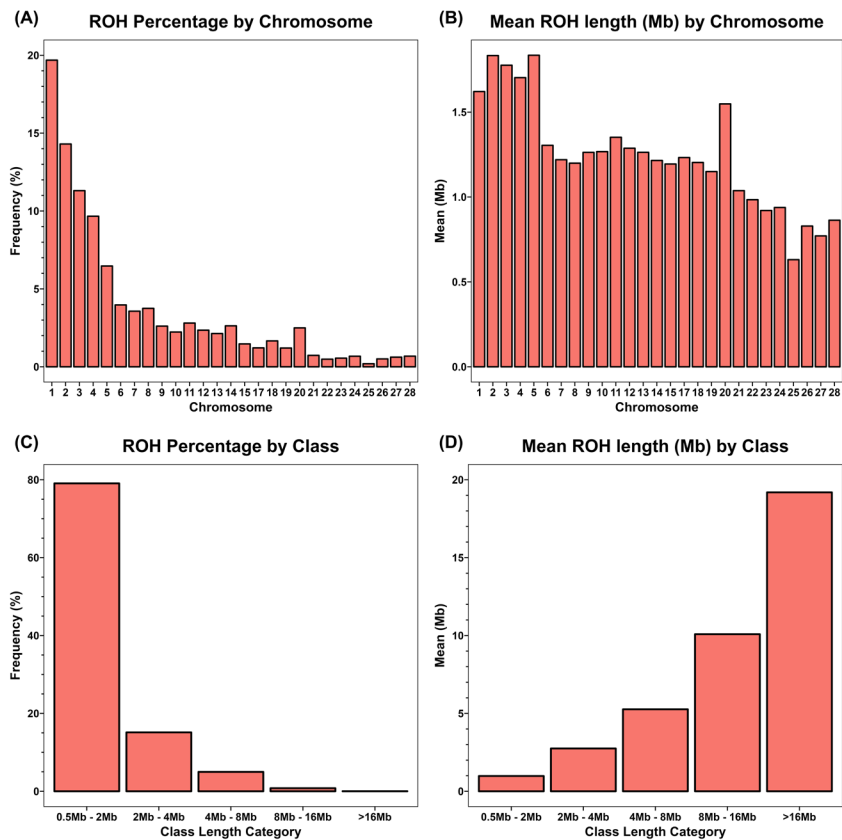 (A) ROH Percentage by Chromosome
20
15
10
5
0
Frequency (%)
1 2 3 4 5 6 7 8 9 10 11 12 13 14 15 17 18 19 20 21 22 23 24 25 26 27 28
Chromosome
(B) Mean ROH length (Mb) by Chromosome
1.5
1.0
0.5
0.0
Mean (Mb)
1 2 3 4 5 6 7 8 9 10 11 12 13 14 15 17 18 19 20 21 22 23 24 25 26 27 28
Chromosome
(C) ROH Percentage by Class
80
60
40
20
0
Frequency (%)
0.5Mb - 2Mb 2Mb - 4Mb 4Mb - 8Mb 8Mb - 16Mb >16Mb
Class Length Category
(D) Mean ROH length (Mb) by Class
20
15
10
5
0
Mean (Mb)
0.5Mb - 2Mb 2Mb - 4Mb 4Mb - 8Mb 8Mb - 16Mb >16Mb
Class Length Category